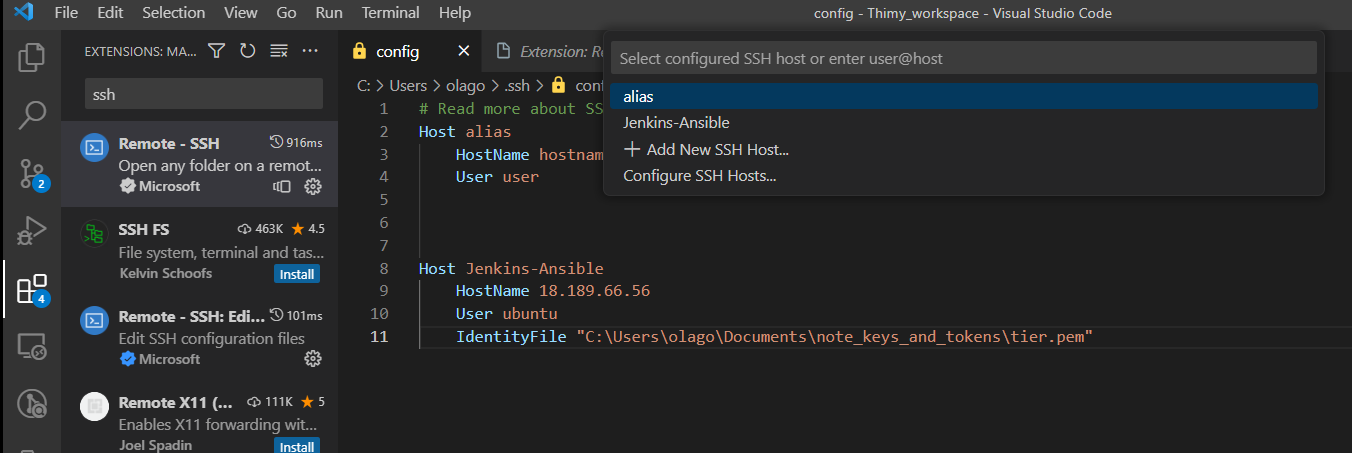 File Edit Selection View Go Run Terminal Help
config - Thimy_workspace - Visual Studio Code
EXTENSIONS: MA...
ssh
Remote - SSH 916ms
Open any folder on a remot...
Microsoft
SSH FS 463K 4.5
File system, terminal and tas...
Kelvin Schoofs Install
Remote - SSH: Edi... 101ms
Edit SSH configuration files
Microsoft
Remote X11 (... 111K 5
Enables X11 forwarding wit...
Joel Spadin Install
2
4
config Extension: Re
C: > Users > olago > .ssh > conf
1 # Read more about SS
2 Host alias
3 HostName hostnam
4 User user
5
6
7
8 Host Jenkins-Ansible
9 HostName 18.189.66.56
10 User ubuntu
11 IdentityFile "C:\Users\olago\Documents\note_keys_and_tokens\tier.pem"
Select configured SSH host or enter user@host
alias
Jenkins-Ansible
+ Add New SSH Host...
Configure SSH Hosts...